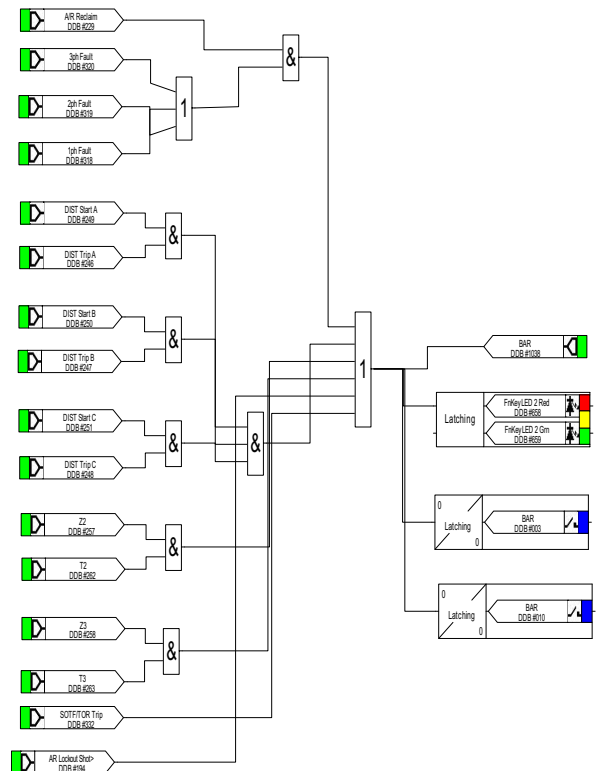 A/R Reclaim
DDB #229
3ph Fault
DDB #320
2ph Fault
DDB #319
1ph Fault
DDB #318
&
1
DIST Start A
DDB #249
DIST Trip A
DDB #246
&
DIST Start B
DDB #250
DIST Trip B
DDB #247
&
DIST Start C
DDB #251
DIST Trip C
DDB #248
&
&
Z2
DDB #257
T2
DDB #262
&
Z3
DDB #258
T3
DDB #263
&
SOTF/TOR Trip
DDB #332
AR Lockout Shot>
DDB #194
1
BAR
DDB #1038
Latching
FnKey LED 2 Red
DDB #658
FnKey LED 2 Grn
DDB #659
0
Latching
0
BAR
DDB #003
0
Latching
0
BAR
DDB #010